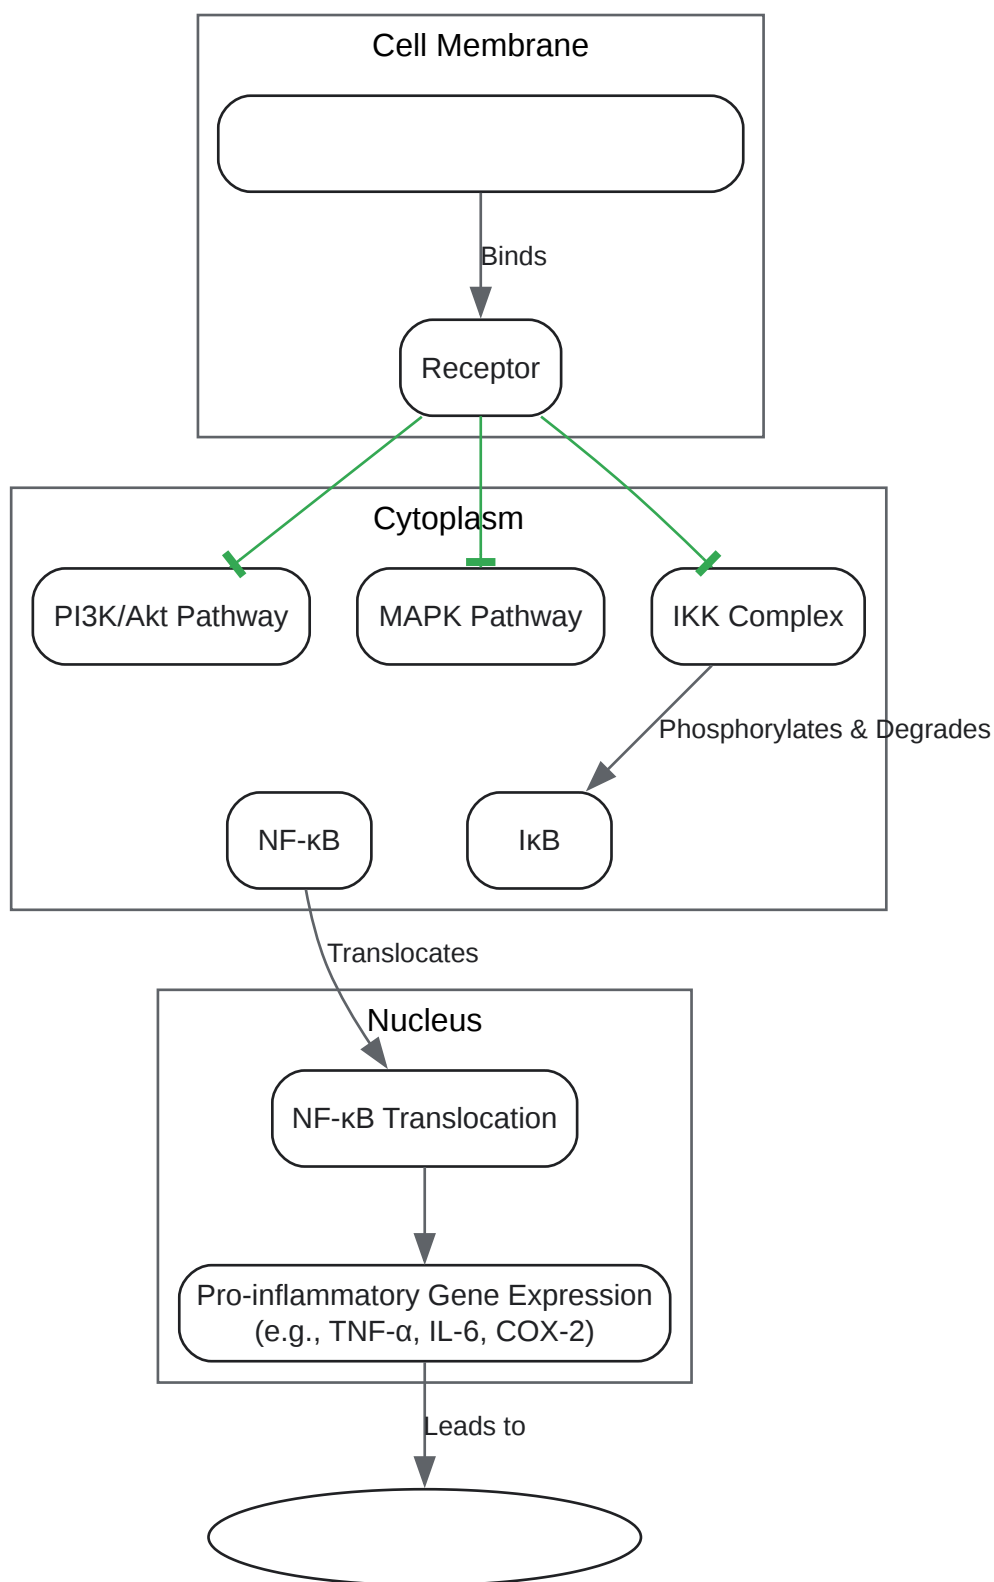 Cell Membrane
Binds
Receptor
Cytoplasm
PI3K/Akt Pathway
MAPK Pathway
IKK Complex
Phosphorylates & Degrades
NF-κB
IκB
Translocates
Nucleus
NF-κB Translocation
Pro-inflammatory Gene Expression
(e.g., TNF-α, IL-6, COX-2)
Leads to